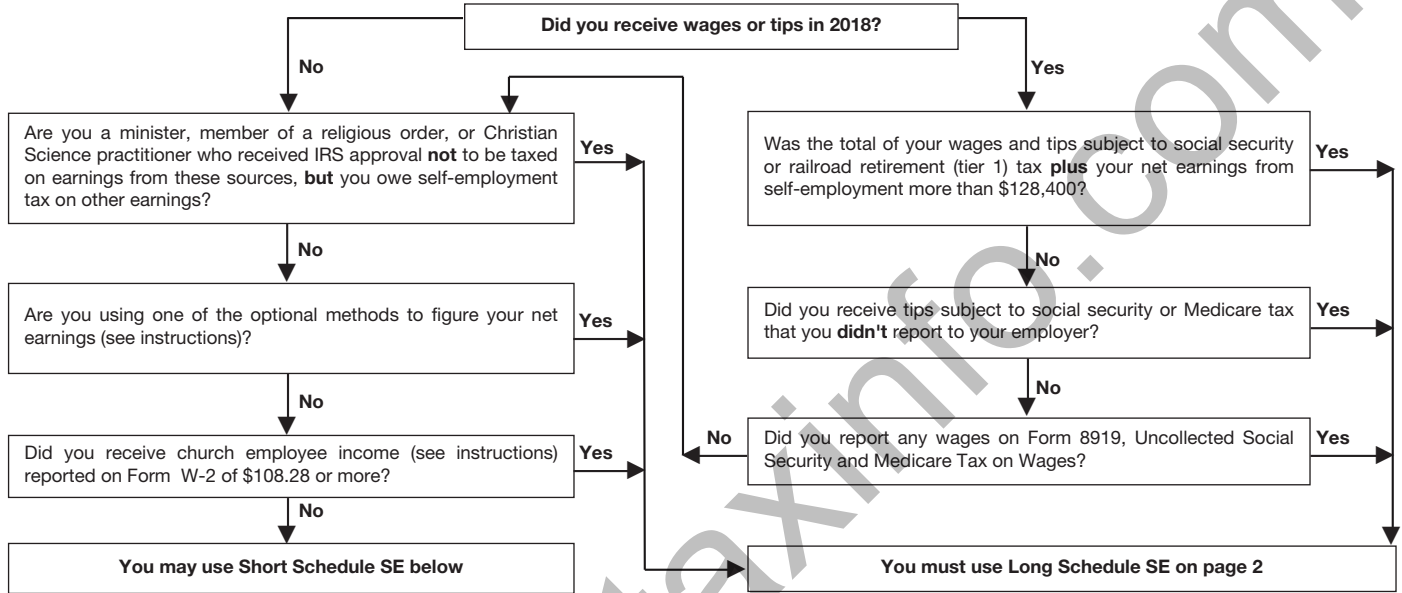 Did you receive wages or tips in 2018?
No
Yes
Are you a minister, member of a religious order, or Christian
Science practitioner who received IRS approval not to be taxed
on earnings from these sources, but you owe self-employment
tax on other earnings?
Yes
Was the total of your wages and tips subject to social security
or railroad retirement (tier 1) tax plus your net earnings from
self-employment more than $128,400?
Yes
No
No
Are you using one of the optional methods to figure your net
earnings (see instructions)?
Yes
Did you receive tips subject to social security or Medicare tax
that you didn't report to your employer?
Yes
No
No
Did you receive church employee income (see instructions)
reported on Form W-2 of $108.28 or more?
Yes
No
Did you report any wages on Form 8919, Uncollected Social
Security and Medicare Tax on Wages?
Yes
No
You may use Short Schedule SE below
You must use Long Schedule SE on page 2
taxinfo.com